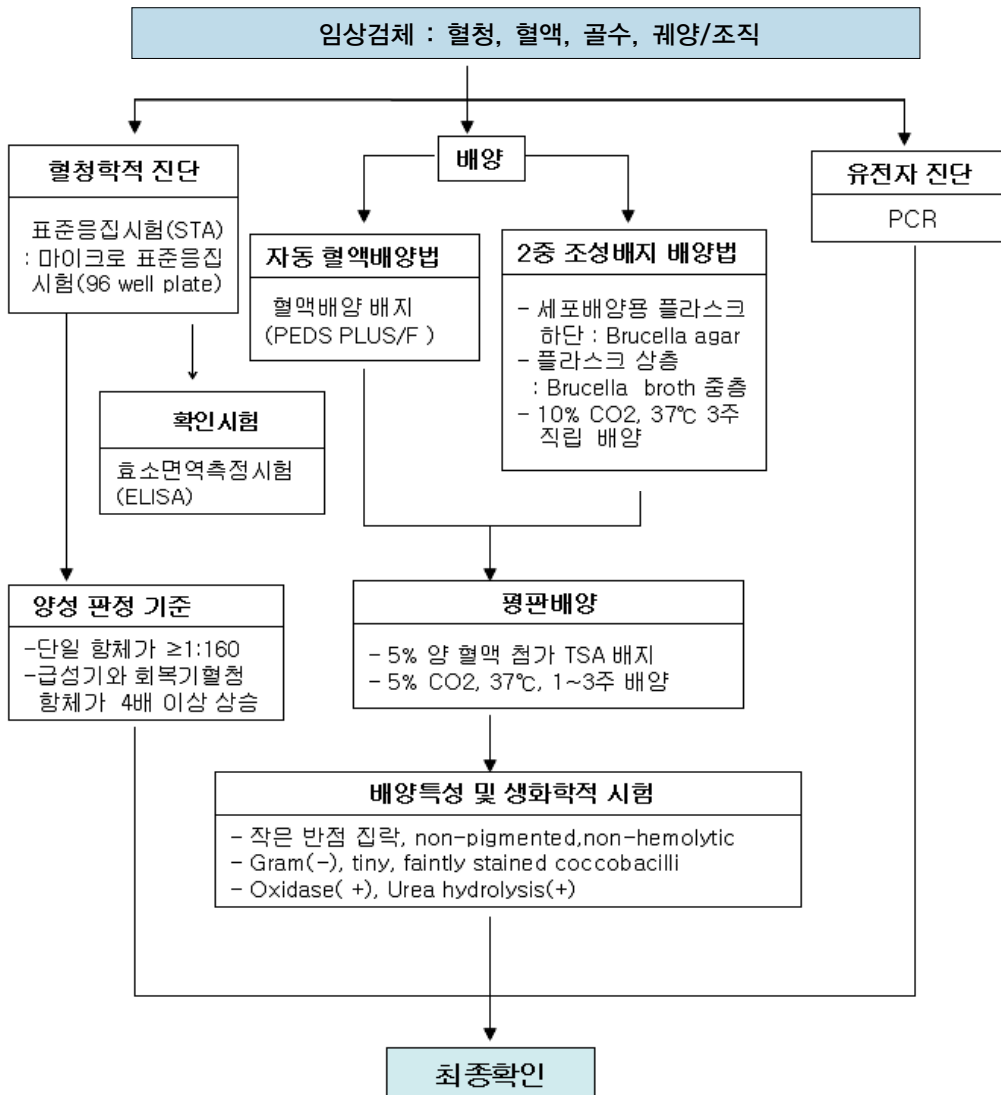 임상검체 : 혈청, 혈액, 골수, 궤양/조직
혈청학적 진단
표준응집시험(STA)
: 마이크로 표준응집
시험(96 well plate)
확인시험
효소면역측정시험
(ELISA)
양성 판정 기준
-단일 항체가 ≥1:160
-급성기와 회복기혈청
항체가 4배 이상 상승
배양
자동 혈액배양법
혈액배양 배지
(PEDS PLUS/F )
2중 조성배지 배양법
- 세포배양용 플라스크
하단 : Brucella agar
- 플라스크 상층
: Brucella broth 중층
- 10% CO2, 37℃ 3주
직립 배양
유전자 진단
PCR
평판배양
- 5% 양 혈액 첨가 TSA 배지
- 5% CO2, 37℃, 1~3주 배양
배양특성 및 생화학적 시험
- 작은 반점 집락, non-pigmented,non-hemolytic
- Gram(-), tiny, faintly stained coccobacilli
- Oxidase( +), Urea hydrolysis(+)
최종확인